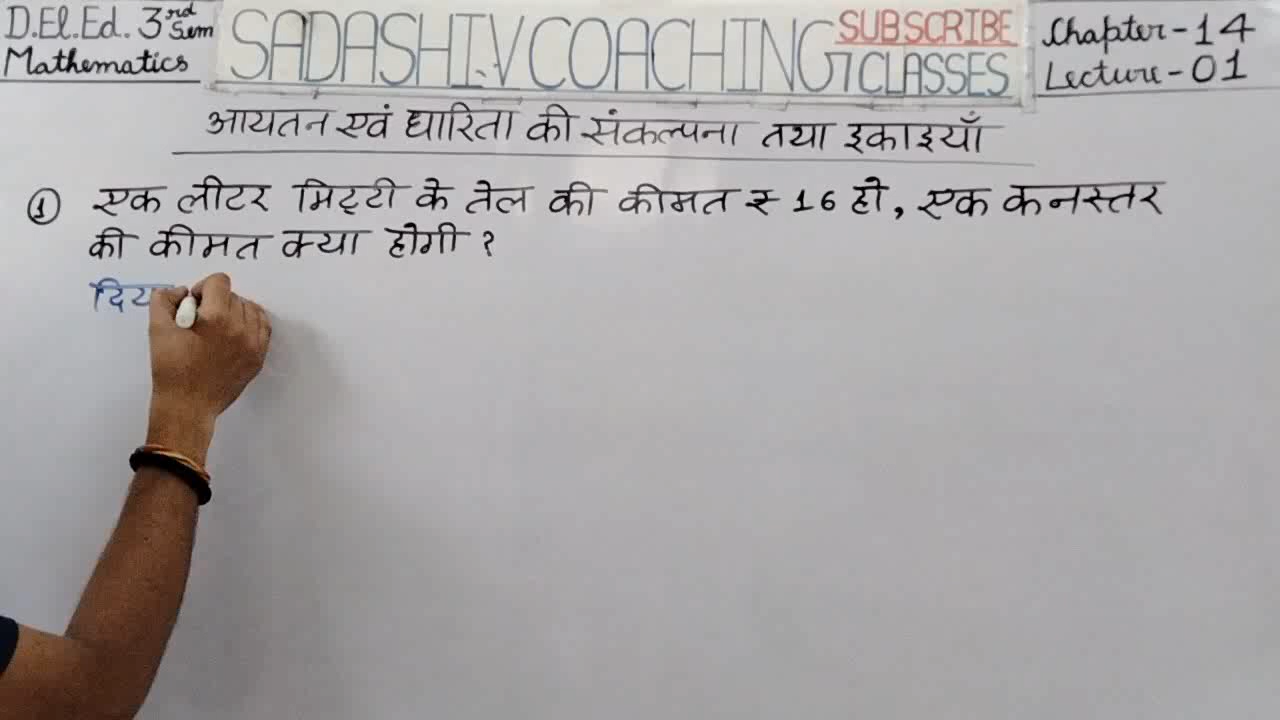 D.El.Ed. 3rd Sem
Mathematics
SADASHIV COACHING CLASSES
SUBSCRIBE
Chapter-14
Lecture-01
आयतन एवं धारिता की संकल्पना तथा इकाइयाँ
① एक लीटर मिट्टी के तेल की कीमत ₹ 16 हो, एक कनस्तर
की कीमत क्या होगी ?
दिय